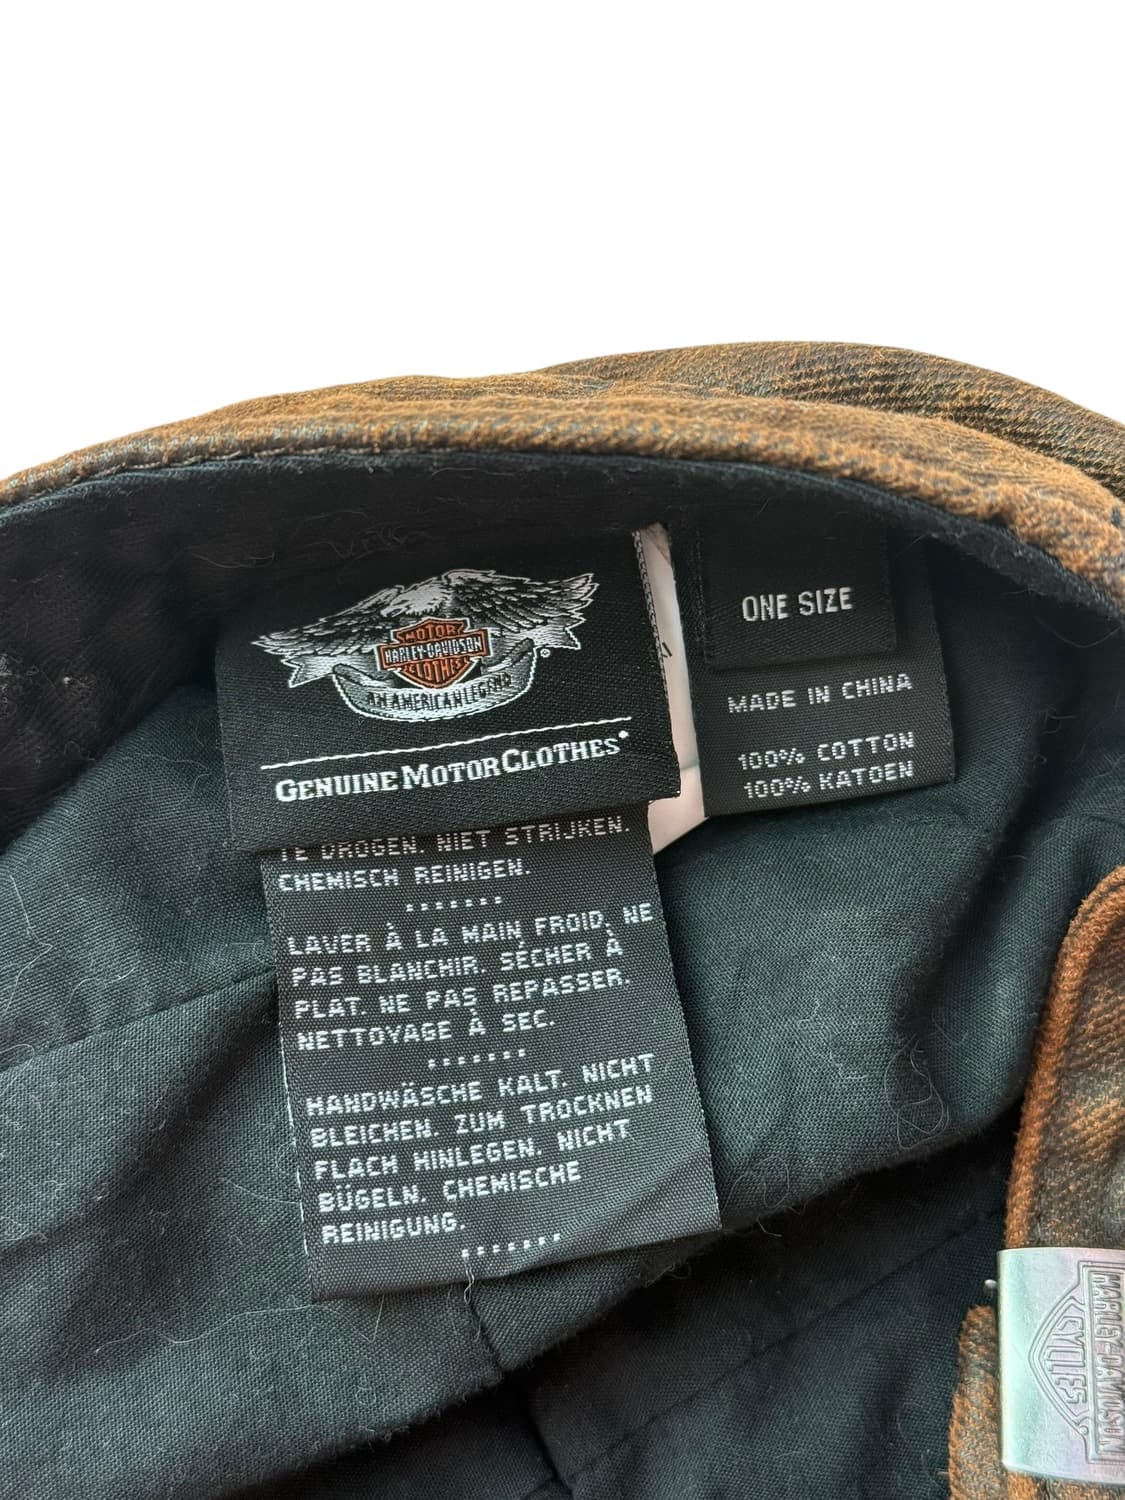 MOTOR
HARLEY-DAVIDSON
CLOTHES
AN AMERICAN LEGEND
®
GENUINE MOTORCLOTHES®
ONE SIZE
MADE IN CHINA
100% COTTON
100% KATOEN
TE DROGEN. NIET STRIJKEN.
CHEMISCH REINIGEN.
.......
LAVER À LA MAIN FROID. NE
PAS BLANCHIR. SÉCHER À
PLAT. NE PAS REPASSER.
NETTOYAGE À SEC.
.......
HANDWÄSCHE KALT. NICHT
BLEICHEN. ZUM TROCKNEN
FLACH HINLEGEN. NICHT
BÜGELN. CHEMISCHE
REINIGUNG.
.......
HARLEY-DAVIDSON
CYCLES